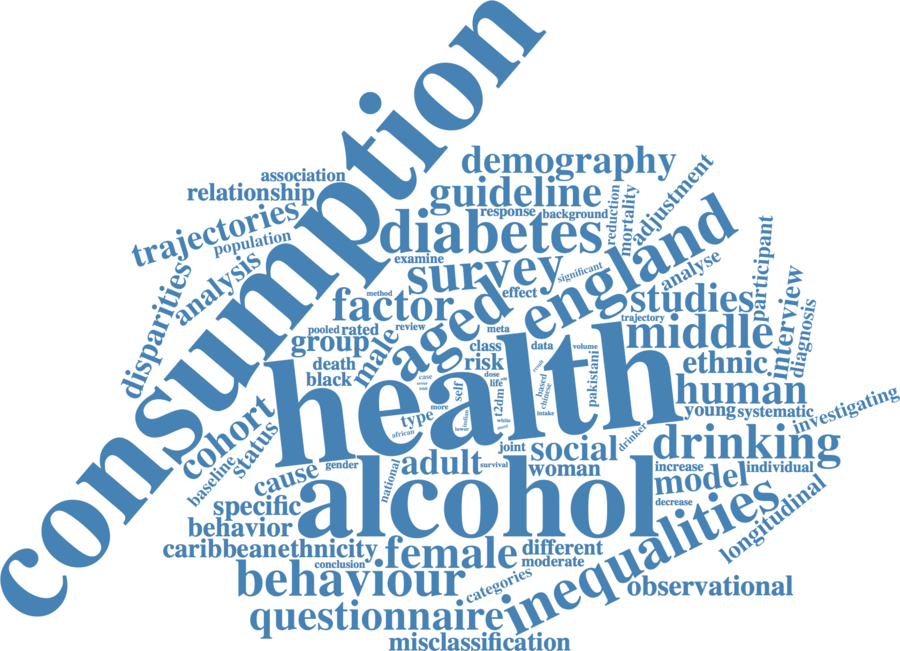 consumption
demography
association
relationship
guideline
adjustment
reduction
mortality
response
background
trajectories
population
diabetes
england
participant
examine
survey
significant
analyse
disparities
analysis
effect
method
factor
aged
studies
interview
diagnosis
pooled
rated
review
meta
trajectory
middle
group
male
class
data
volume
death
risk
ethnic
black
health
case
never
dose
life
self
t2dm
result
based
chinese
pakistani
human
cohort
status
type
more
african
indian
lower
white
intake
young
systematic
investigating
baseline
gender
national
joint
social
drinker
drinking
cause
adult
survival
woman
increase
individual
model
decrease
specific
alcohol
behavior
inequalities
longitudinal
caribbean
ethnicity
conclusion
female
different
moderate
behaviour
categories
observational
questionnaire
misclassification